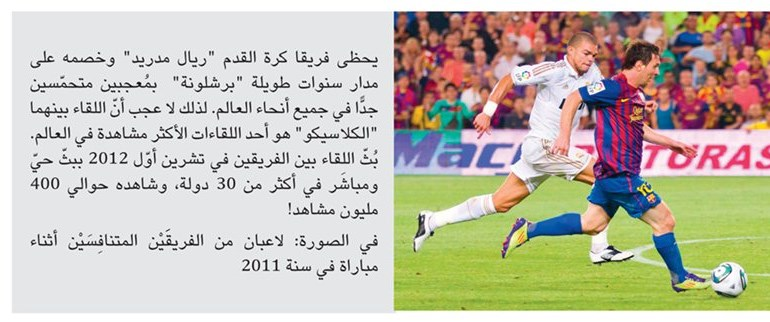 يحظى فريقا كرة القدم "ريال مدريد" وخصمه على
مدار سنوات طويلة "برشلونة" بمُعجبين متحمّسين
جدًّا في جميع أنحاء العالم. لذلك لا عجب أنّ اللقاء بينهما
"الكلاسيكو" هو أحد اللقاءات الأكثر مشاهدة في العالم.
بُثّ اللقاء بين الفريقين في تشرين أوّل 2012 ببثّ حيّ
ومباشَر في أكثر من 30 دولة، وشاهده حوالي 400
مليون مشاهد!
في الصورة: لاعبان من الفريقَيْن المتنافِسَيْن أثناء
مباراة في سنة 2011